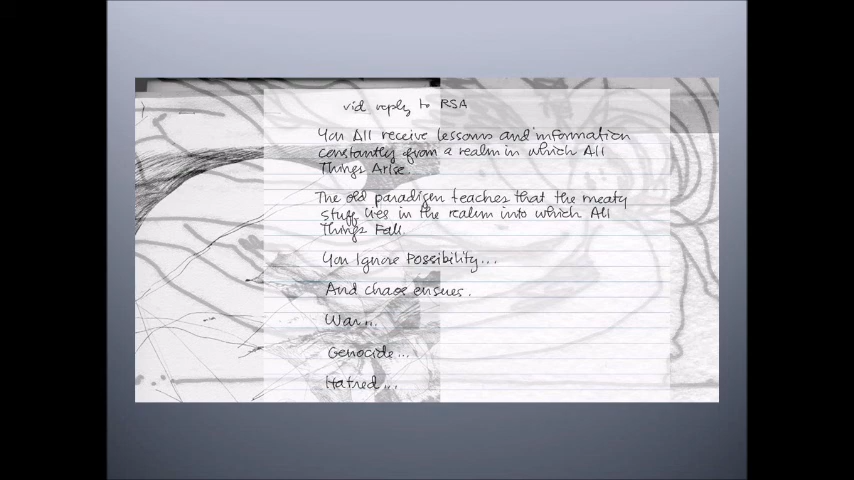 vid reply to RSA
You All receive lessons and information
constantly from a realm in which All
Things Arise.
The old paradigm teaches that the meaty
stuff lies in the realm into which All
Things Fall.
You Ignore Possibility...
And chaos ensues.
War...
Genocide...
Hatred...